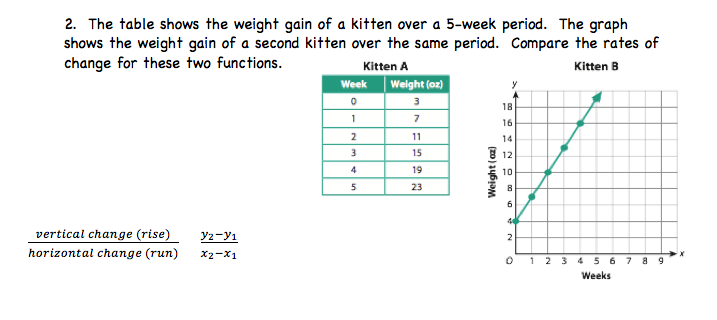 2. The table shows the weight gain of a kitten over a 5-week period. The graph
shows the weight gain of a second kitten over the same period. Compare the rates of
change for these two functions.
Kitten A
Week Weight (oz)
0 3
1 7
2 11
3 15
4 19
5 23
Kitten B
y
18
16
14
12
10
8
6
4
2
0 1 2 3 4 5 6 7 8 9 x
Weight (oz)
Weeks
vertical change (rise) y₂−y₁
horizontal change (run) x₂−x₁